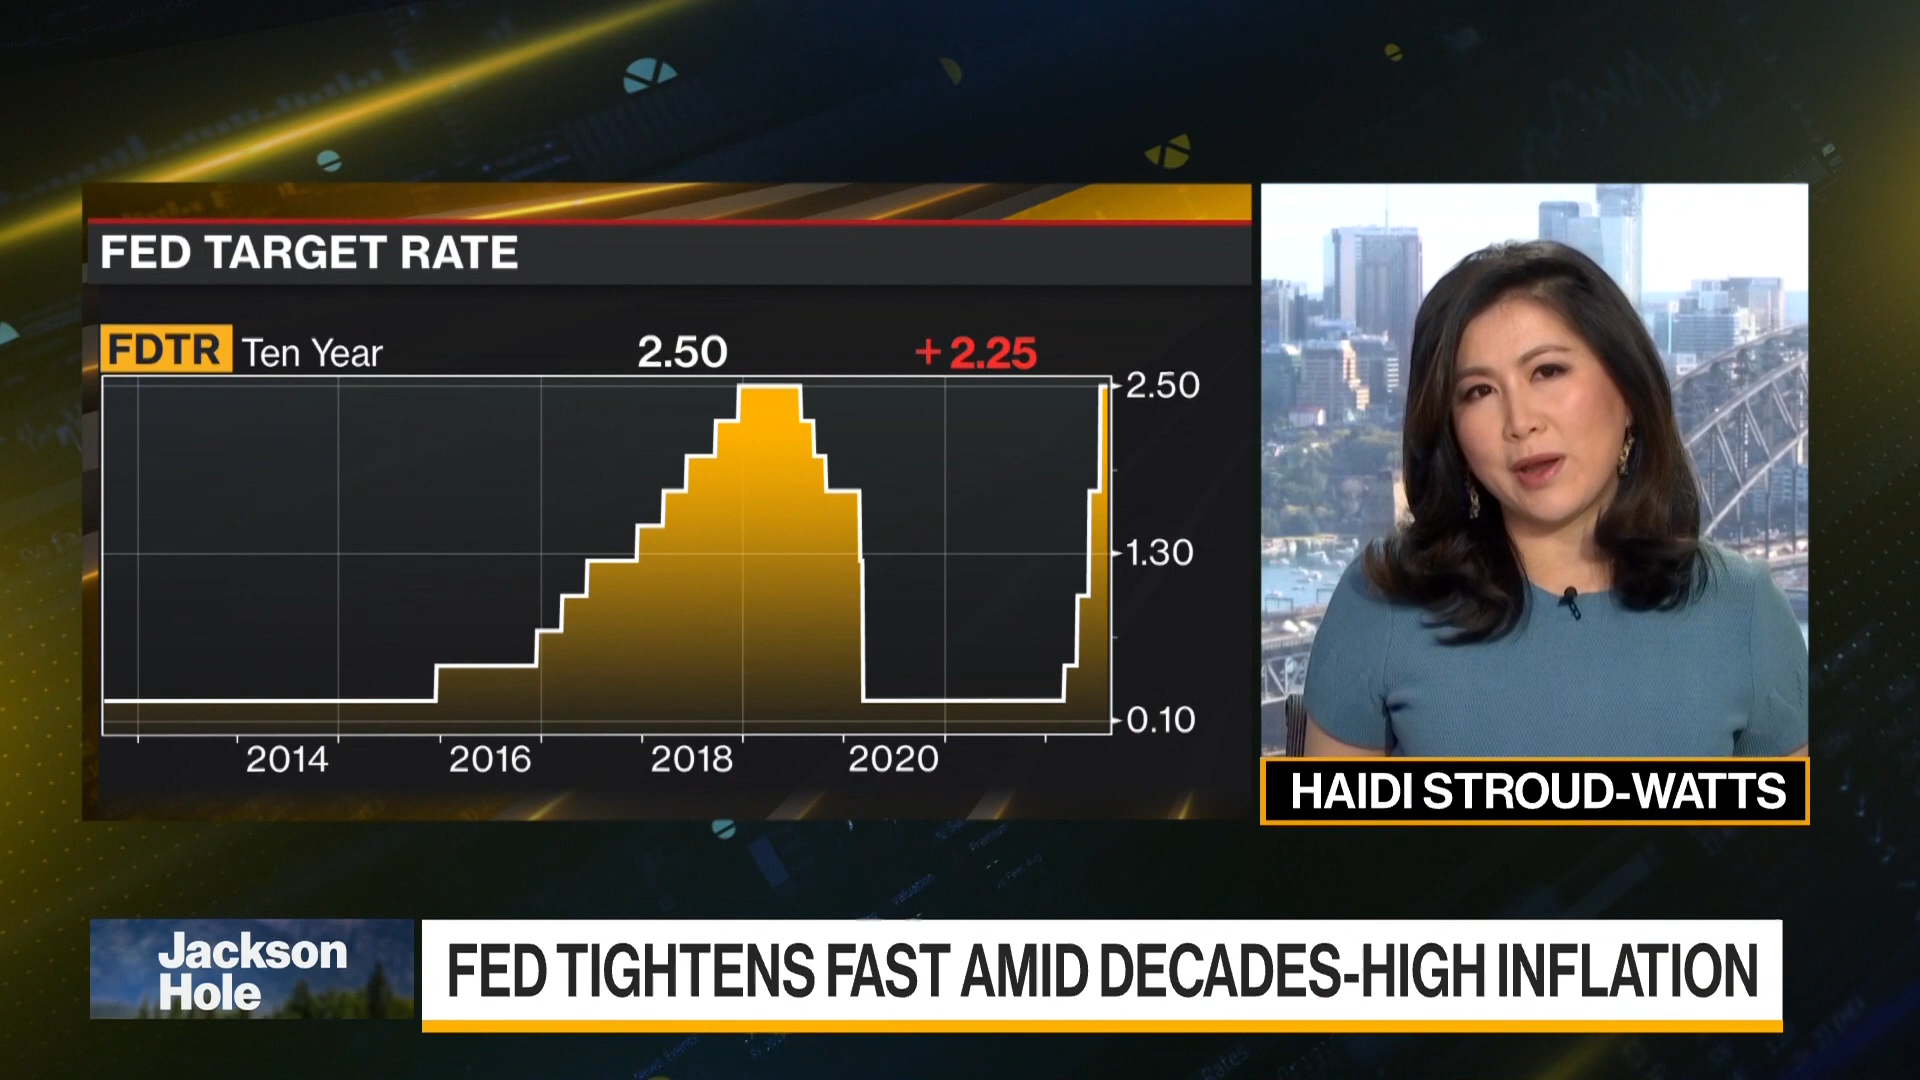 FED TARGET RATE
FDTR Ten Year 2.50 +2.25
2.50
1.30
0.10
2014 2016 2018 2020
HAIDI STROUD-WATTS
Jackson
Hole
FED TIGHTENS FAST AMID DECADES-HIGH INFLATION